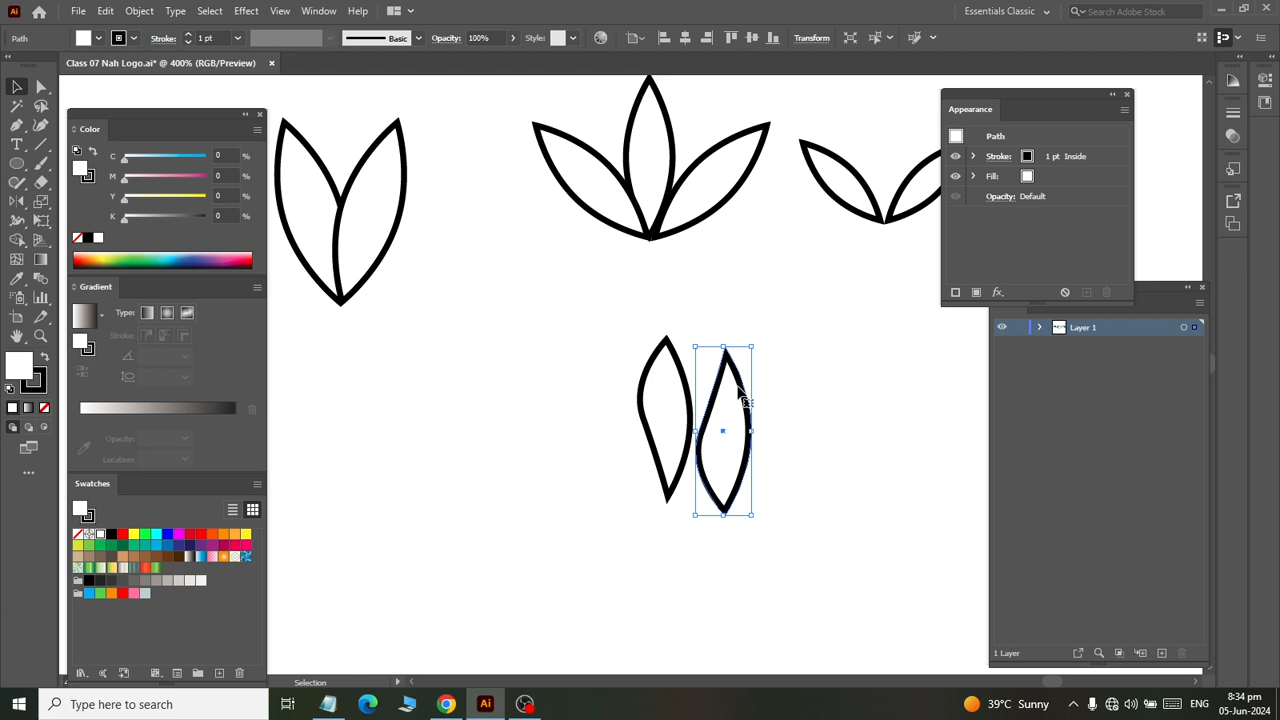 Ai
File Edit Object Type Select Effect View Window Help
Essentials Classic
Search Adobe Stock
Path
Stroke: 1 pt
Basic
Opacity: 100%
Style:
Transform
Class 07 Nah Logo.ai* @ 400% (RGB/Preview)
Color
C 0
M 0
Y 0
K 0
Gradient
Type:
Stroke:
Opacity:
Location:
Swatches
Appearance
Path
Stroke: 1 pt Inside
Fill:
Opacity: Default
Layer 1
1 Layer
Selection
Type here to search
Ai
39°C Sunny
ENG
8:34 pm
05-Jun-2024